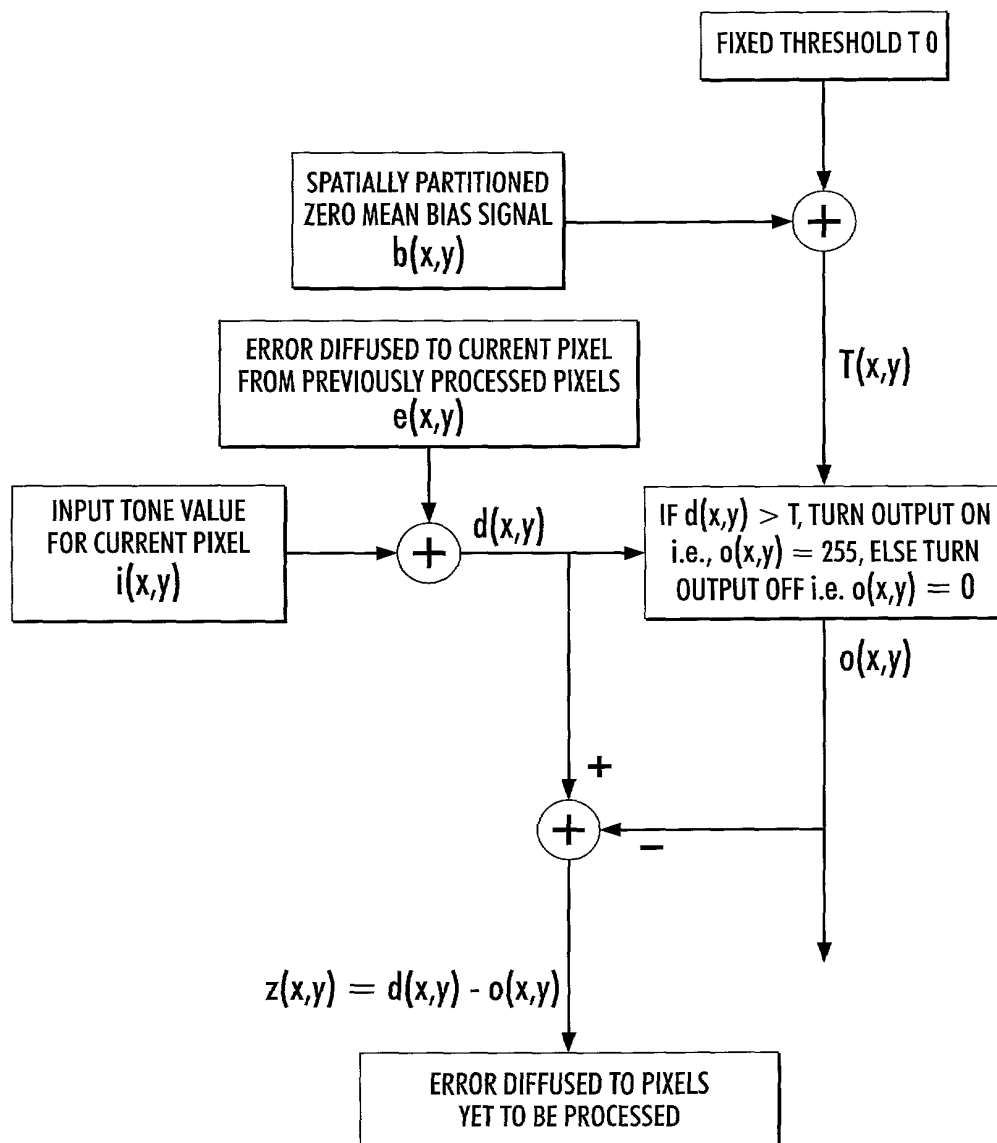 FIXED THRESHOLD T 0
+
SPATIALLY PARTITIONED
ZERO MEAN BIAS SIGNAL
b(x,y)
T(x,y)
ERROR DIFFUSED TO CURRENT PIXEL
FROM PREVIOUSLY PROCESSED PIXELS
e(x,y)
INPUT TONE VALUE
FOR CURRENT PIXEL
i(x,y)
+
d(x,y)
IF d(x,y) > T, TURN OUTPUT ON
i.e., o(x,y) = 255, ELSE TURN
OUTPUT OFF i.e. o(x,y) = 0
o(x,y)
+
+
−
z(x,y) = d(x,y) - o(x,y)
ERROR DIFFUSED TO PIXELS
YET TO BE PROCESSED